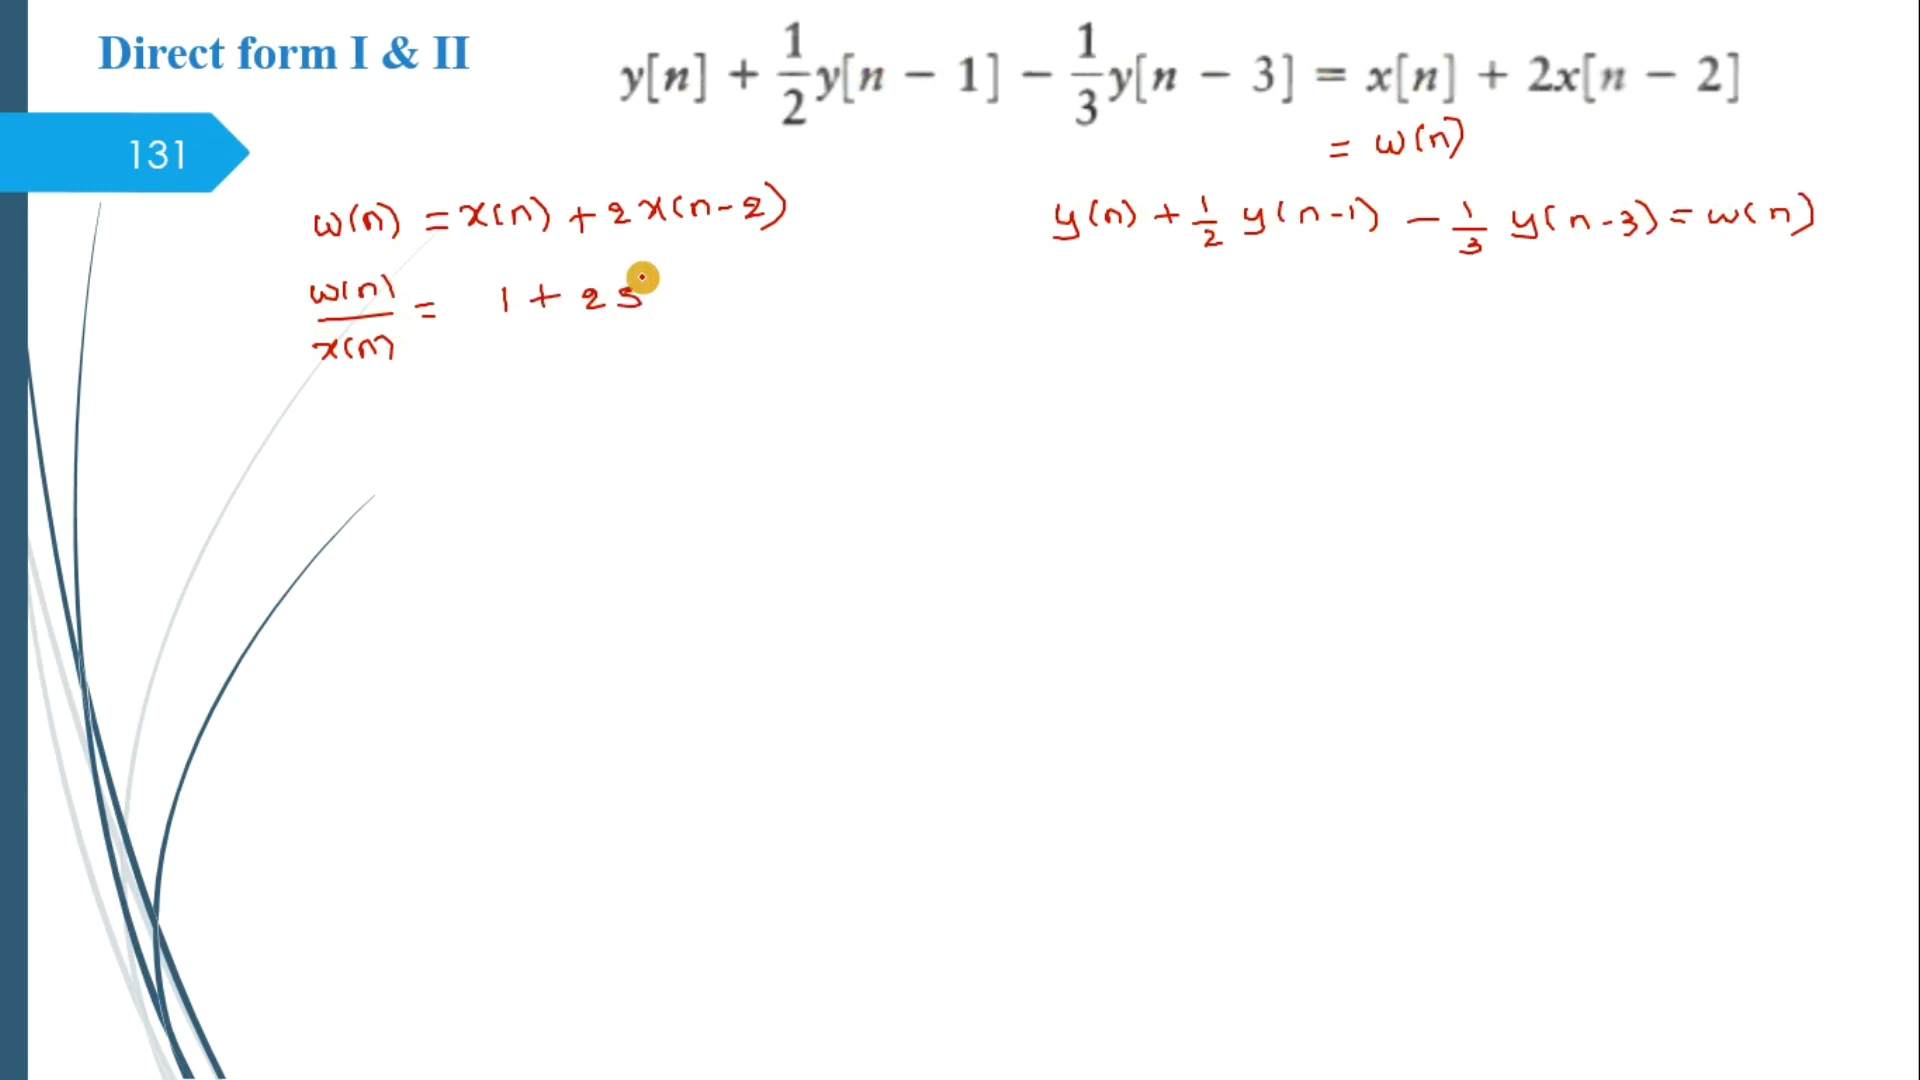 Direct form I & II
y[n] + 1/2 y[n − 1] − 1/3 y[n − 3] = x[n] + 2x[n − 2]
= w(n)
131
w(n) = x(n) + 2x(n-2)
y(n) + 1/2 y(n-1) - 1/3 y(n-3) = w(n)
w(n)/x(n) = 1 + 2 S